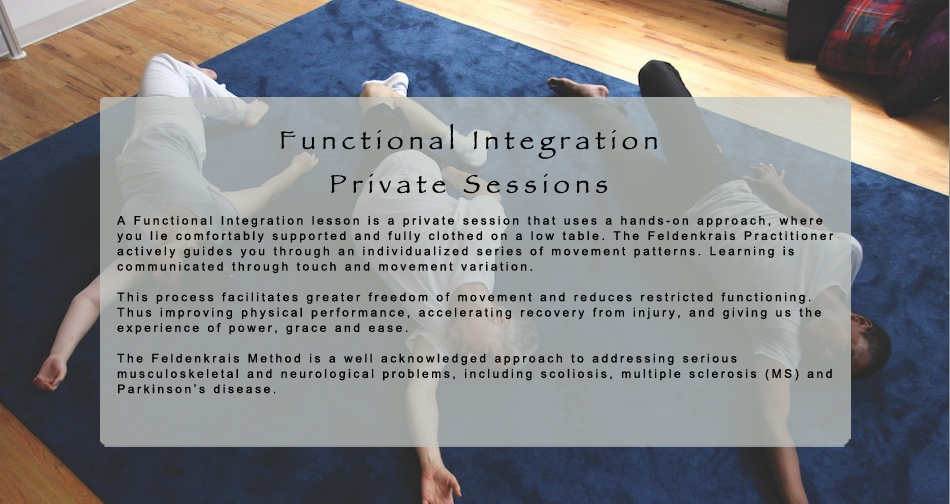 Functional Integration
Private Sessions
A Functional Integration lesson is a private session that uses a hands-on approach, where
you lie comfortably supported and fully clothed on a low table. The Feldenkrais Practitioner
actively guides you through an individualized series of movement patterns. Learning is
communicated through touch and movement variation.
This process facilitates greater freedom of movement and reduces restricted functioning.
Thus improving physical performance, accelerating recovery from injury, and giving us the
experience of power, grace and ease.
The Feldenkrais Method is a well acknowledged approach to addressing serious
musculoskeletal and neurological problems, including scoliosis, multiple sclerosis (MS) and
Parkinson's disease.